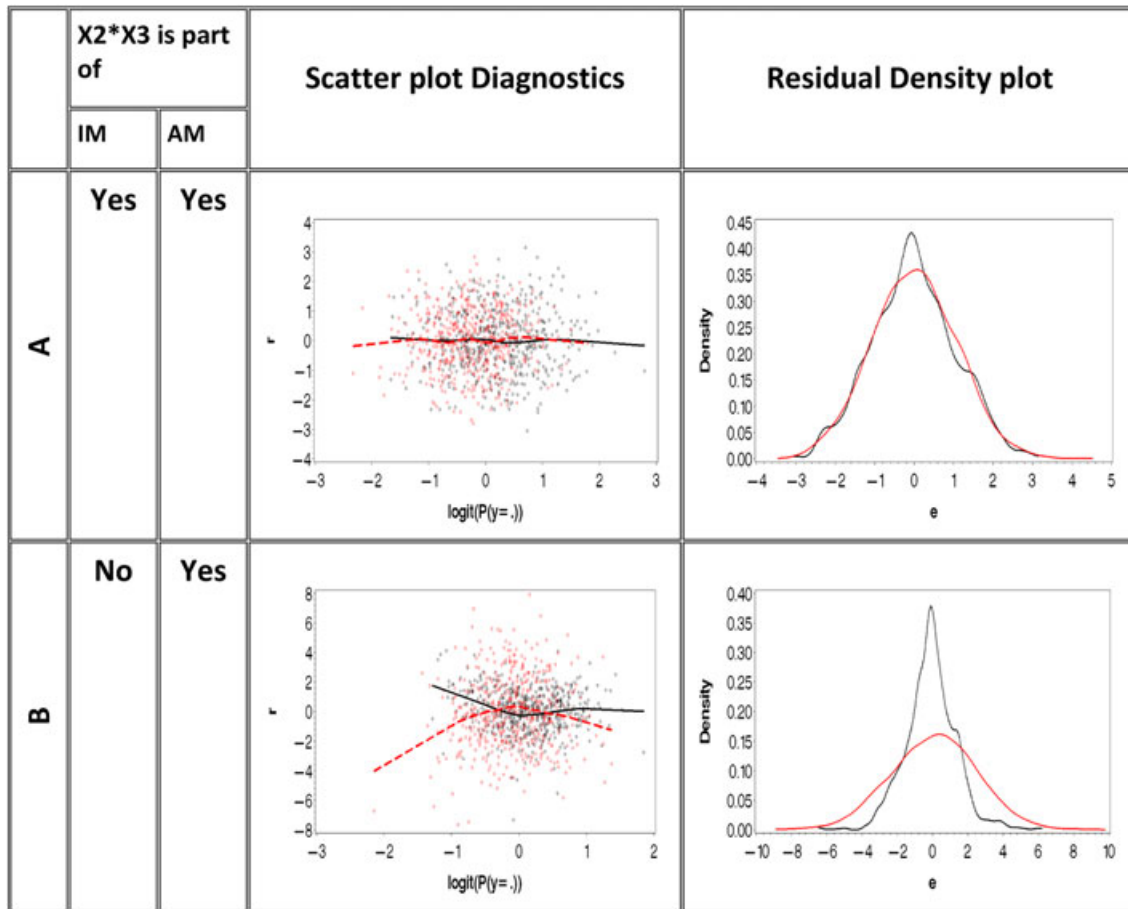 X2*X3 is part
of
Scatter plot Diagnostics
Residual Density plot
IM
AM
A
Yes
Yes
4
3
2
1
0
−1
−2
−3
−4
r
−3 −2 −1 0 1 2 3
logit(P(y=.))
0.45
0.40
0.35
0.30
0.25
0.20
0.15
0.10
0.05
0.00
Density
−4 −3 −2 −1 0 1 2 3 4 5
e
B
No
Yes
8
6
4
2
0
−2
−4
−6
−8
r
−3 −2 −1 0 1 2
logit(P(y=.))
0.40
0.35
0.30
0.25
0.20
0.15
0.10
0.05
0.00
Density
−10 −8 −6 −4 −2 0 2 4 6 8 10
e